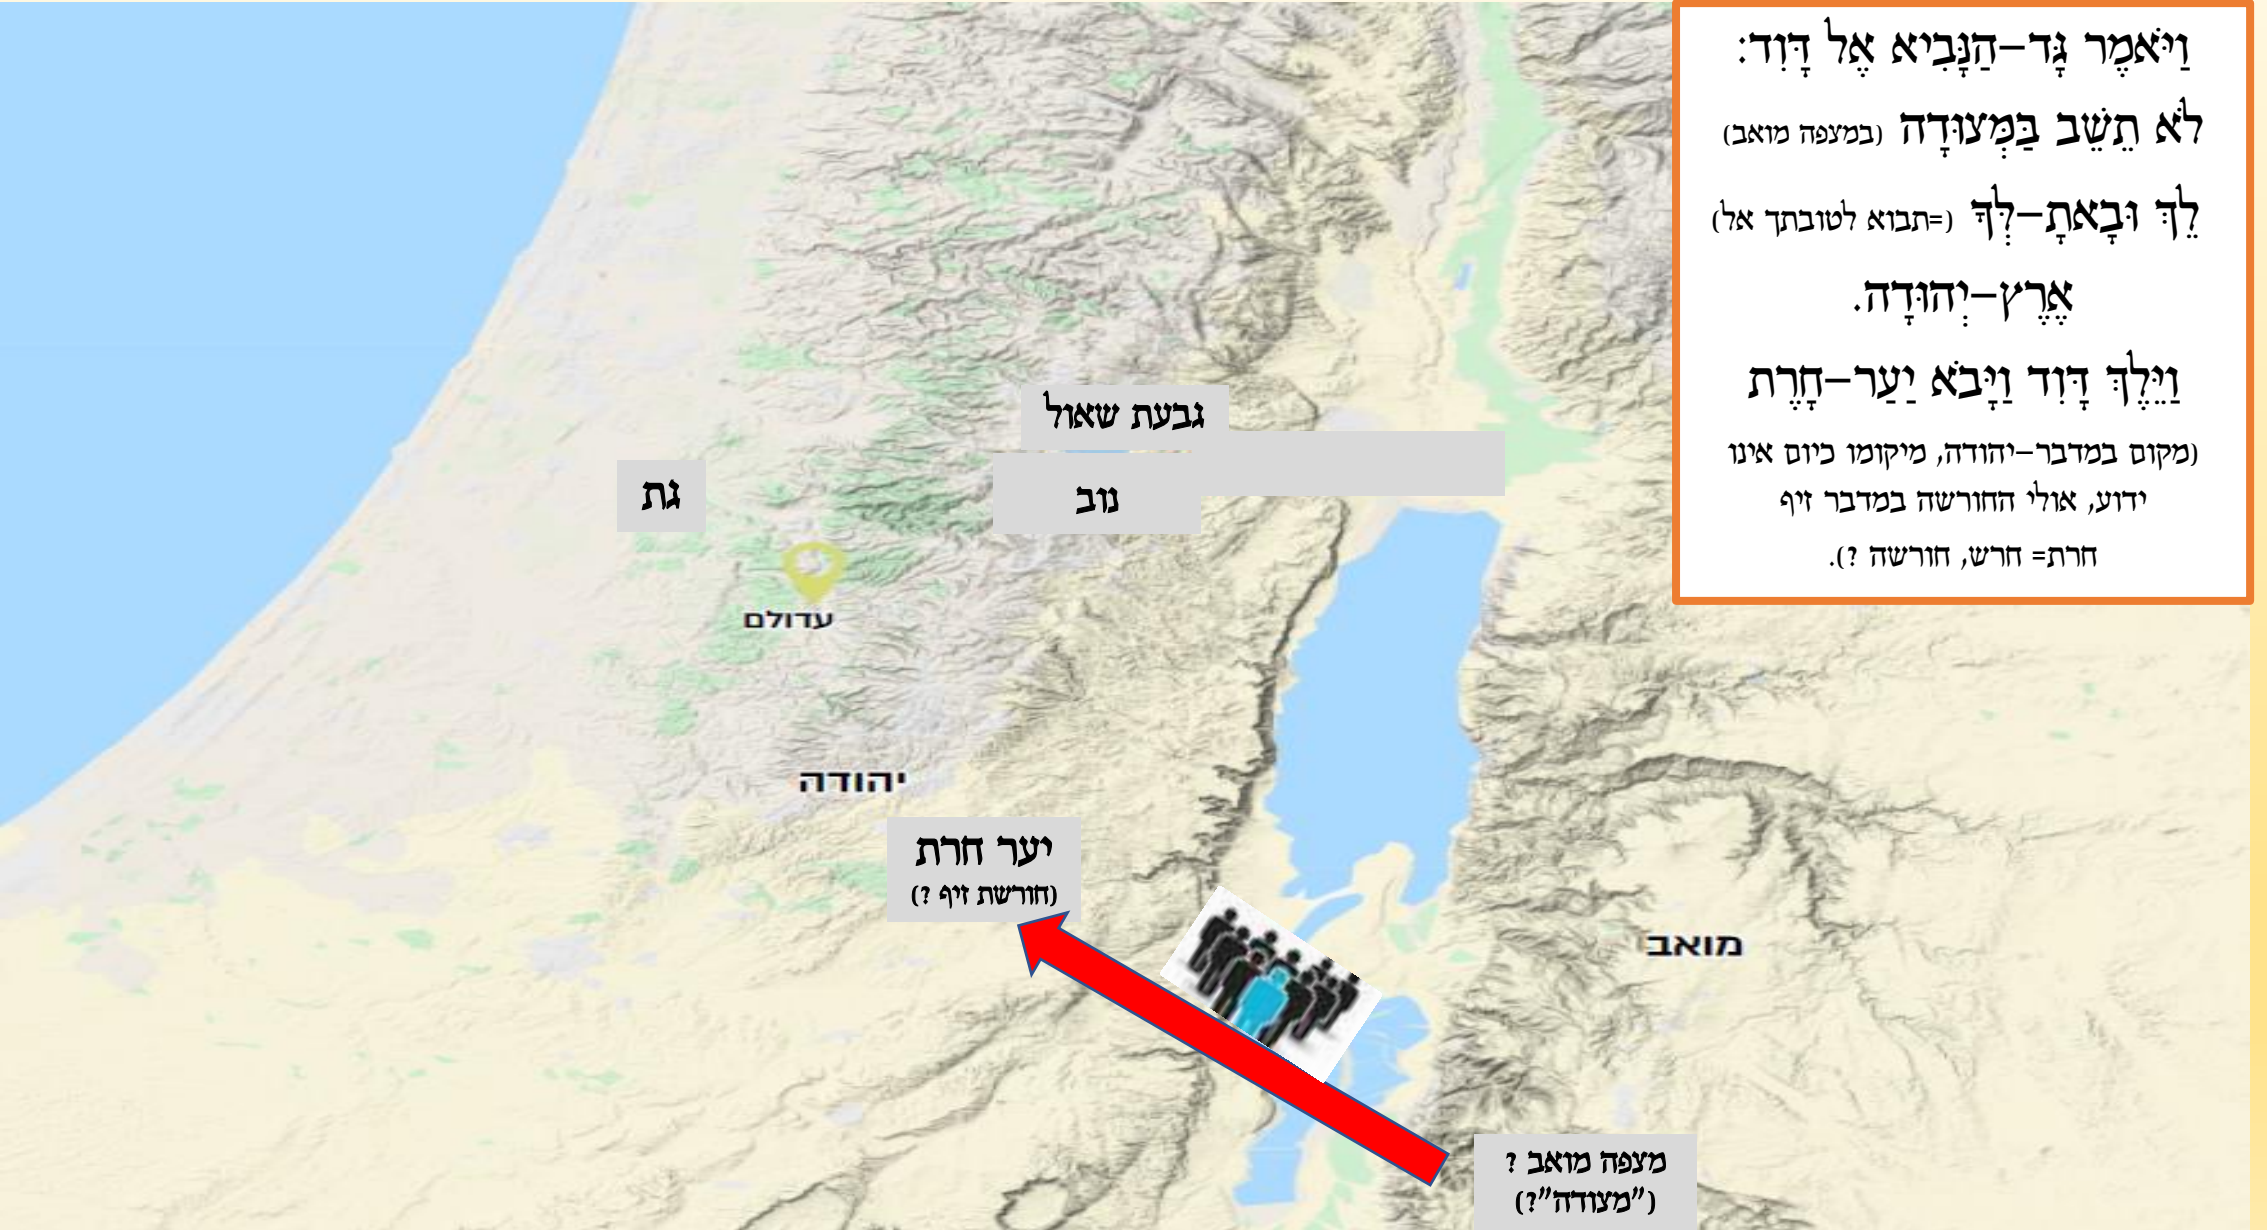 וַיֹּאמֶר גָּד–הַנָּבִיא אֶל דָּוִד:
לֹא תֵשֵׁב בַּמְּצוּדָה (במצפה מואב)
לֵךְ וּבָאתָ–לְּךָ (=תבוא לטובתך אל)
אֶרֶץ–יְהוּדָה.
וַיֵּלֶךְ דָּוִד וַיָּבֹא יַעַר–חָרֶת
(מקום במדבר–יהודה, מיקומו כיום אינו
ידוע, אולי החורשה במדבר זיף
חרת= חרש, חורשה ?).
גבעת שאול
נוב
גת
עדולם
יהודה
יער חרת
(חורשת זיף ?)
מואב
מצפה מואב ?
("מצודה"?)